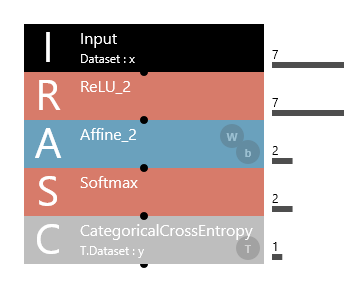 I Input 7
Dataset : x
R ReLU_2 7
A Affine_2 W b 2
S Softmax 2
C CategoricalCrossEntropy 1
T.Dataset : y T